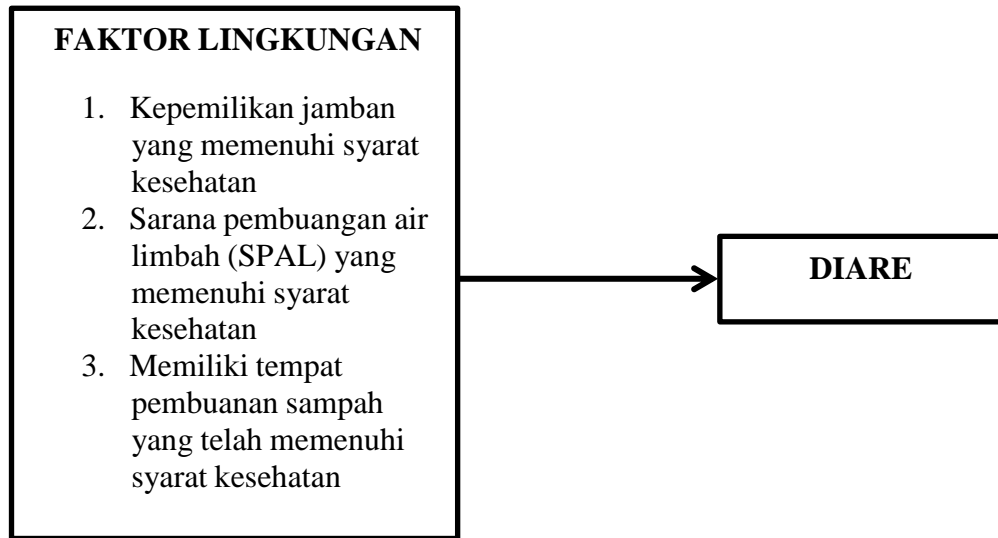 FAKTOR LINGKUNGAN
1. Kepemilikan jamban
yang memenuhi syarat
kesehatan
2. Sarana pembuangan air
limbah (SPAL) yang
memenuhi syarat
kesehatan
3. Memiliki tempat
pembuanan sampah
yang telah memenuhi
syarat kesehatan
DIARE